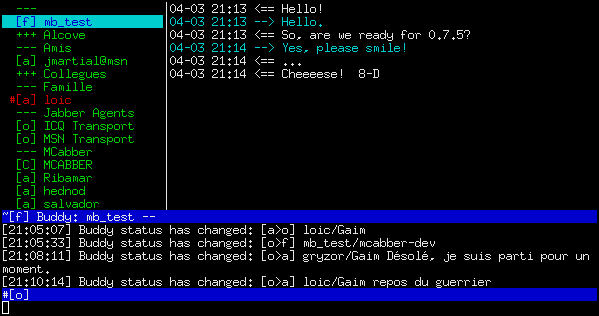 ---
[f] mb_test
+++ Alcove
--- Amis
[a] jmartial@msn
+++ Collegues
--- Famille
#[a] loic
--- Jabber Agents
[o] ICQ Transport
[o] MSN Transport
--- MCabber
[C] MCABBER
[a] Ribamar
[a] hednod
[a] salvador
04-03 21:13 <== Hello!
04-03 21:13 --> Hello.
04-03 21:13 <== So, are we ready for 0.7.5?
04-03 21:14 --> Yes, please smile!
04-03 21:14 <== ...
04-03 21:14 <== Cheeeese!  8-D
~[f] Buddy: mb_test --
[21:05:07] Buddy status has changed: [a>o] loic/Gaim
[21:05:33] Buddy status has changed: [o>f] mb_test/mcabber-dev
[21:08:11] Buddy status has changed: [o>a] gryzor/Gaim Désolé, je suis parti pour un
moment.
[21:10:14] Buddy status has changed: [o>a] loic/Gaim repos du guerrier
#[o]